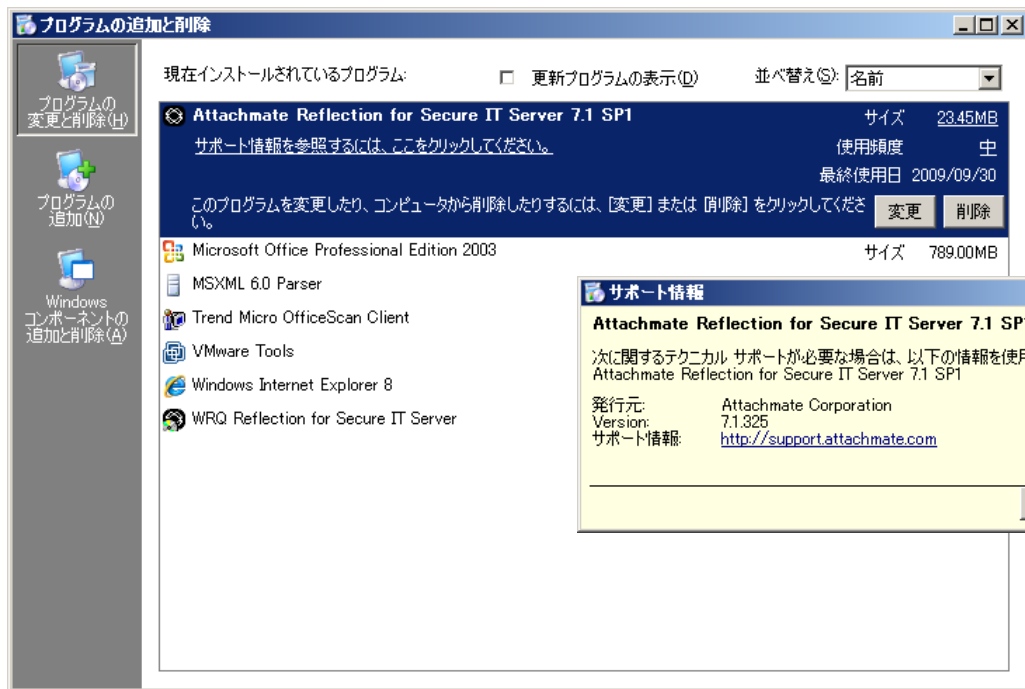 プログラムの追加と削除
プログラムの
変更と削除(H)
プログラムの
追加(N)
Windows
コンポーネントの
追加と削除(A)
現在インストールされているプログラム:
更新プログラムの表示(D)
並べ替え(S):
名前
Attachmate Reflection for Secure IT Server 7.1 SP1
サイズ 23.45MB
サポート情報を参照するには、ここをクリックしてください。
使用頻度 中
最終使用日 2009/09/30
このプログラムを変更したり、コンピュータから削除したりするには、[変更] または [削除] をクリックしてくださ
い。
変更
削除
Microsoft Office Professional Edition 2003
サイズ 789.00MB
MSXML 6.0 Parser
Trend Micro OfficeScan Client
VMware Tools
Windows Internet Explorer 8
WRQ Reflection for Secure IT Server
サポート情報
Attachmate Reflection for Secure IT Server 7.1 SP1
次に関するテクニカル サポートが必要な場合は、以下の情報を使用
Attachmate Reflection for Secure IT Server 7.1 SP1
発行元: Attachmate Corporation
Version: 7.1.325
サポート情報: http://support.attachmate.com